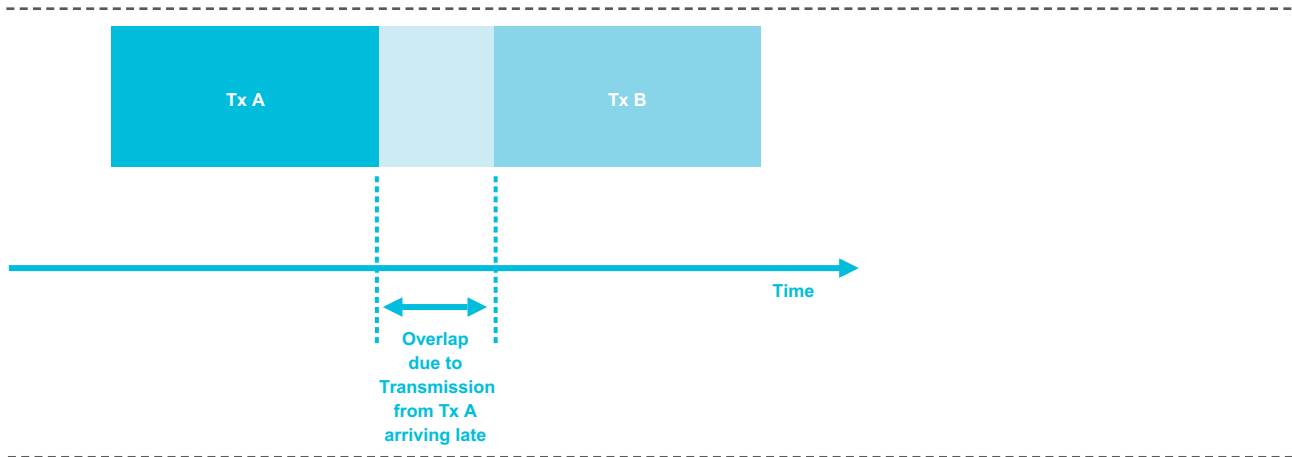 Tx A
Tx B
Time
Overlap
due to
Transmission
from Tx A
arriving late